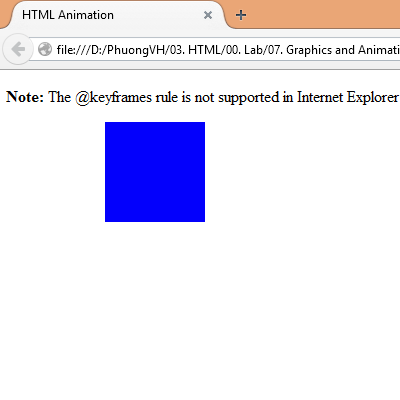 HTML Animation
file:///D:/PhuongVH/03. HTML/00. Lab/07. Graphics and Animati
Note: The @keyframes rule is not supported in Internet Explorer